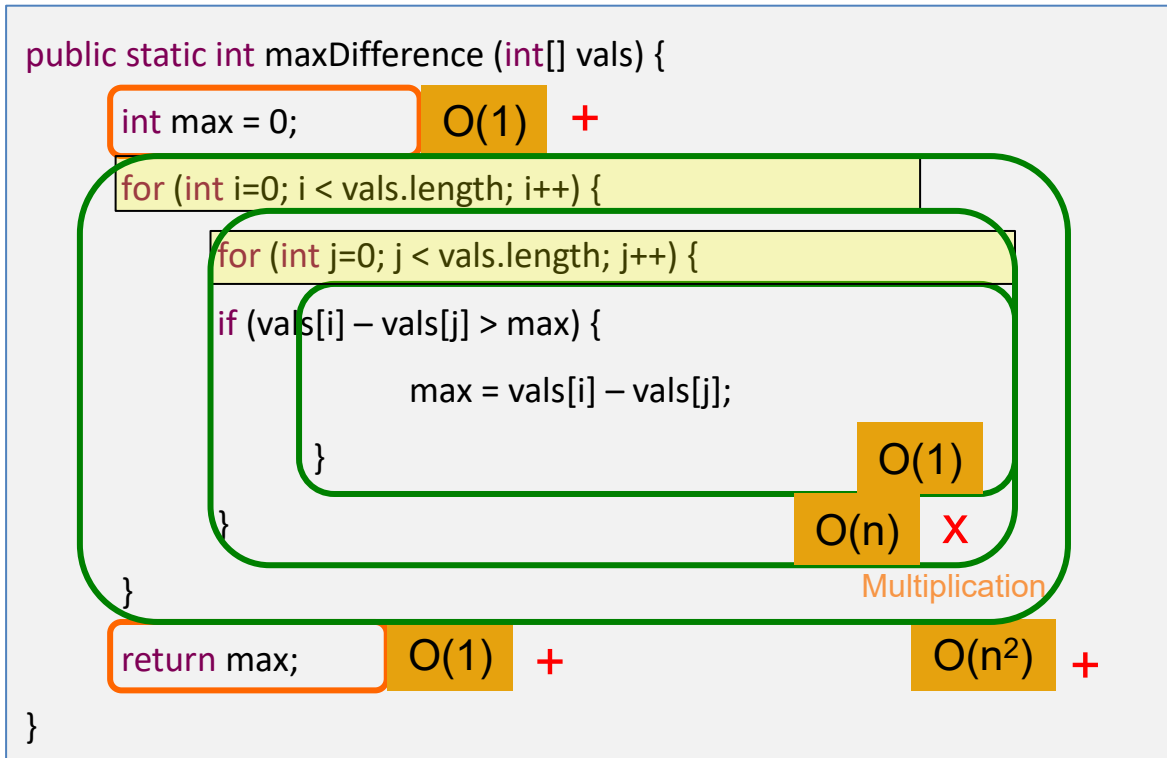 public static int maxDifference (int[] vals) {
int max = 0; O(1) +
for (int i=0; i < vals.length; i++) {
for (int j=0; j < vals.length; j++) {
if (vals[i] – vals[j] > max) {
max = vals[i] – vals[j];
} O(1)
} O(n) x
} Multiplication
return max; O(1) + O(n²) +
}